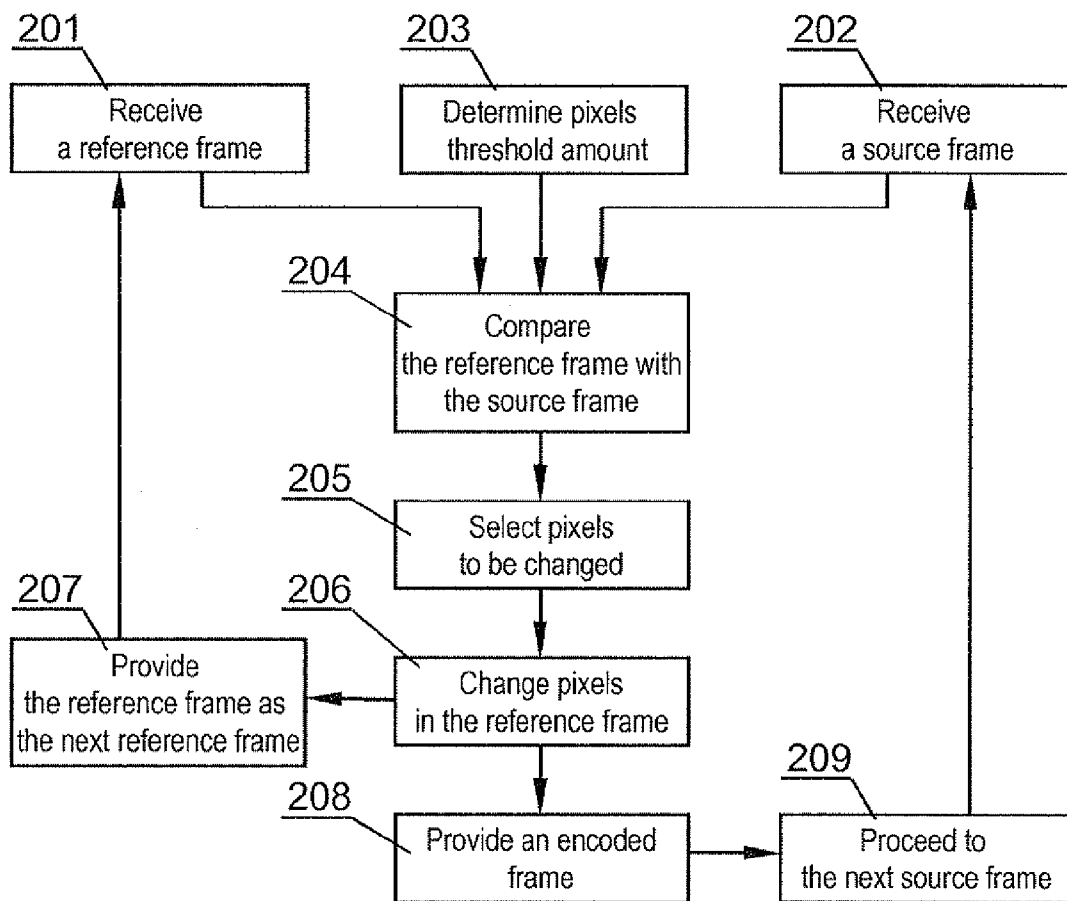 201
Receive
a reference frame
203
Determine pixels
threshold amount
202
Receive
a source frame
204
Compare
the reference frame with
the source frame
205
Select pixels
to be changed
206
Change pixels
in the reference frame
207
Provide
the reference frame as
the next reference frame
208
Provide an encoded
frame
209
Proceed to
the next source frame